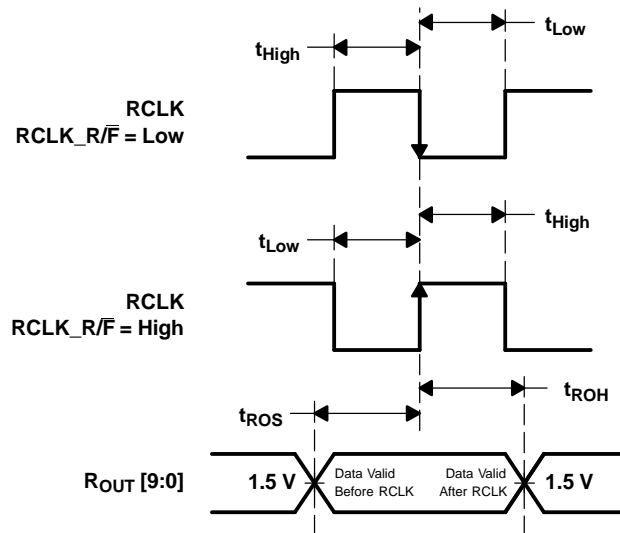 tHigh
tLow
RCLK
RCLK_R/F̅ = Low
tLow
tHigh
RCLK
RCLK_R/F̅ = High
tROS
tROH
ROUT [9:0]
1.5 V
Data Valid
Before RCLK
Data Valid
After RCLK
1.5 V